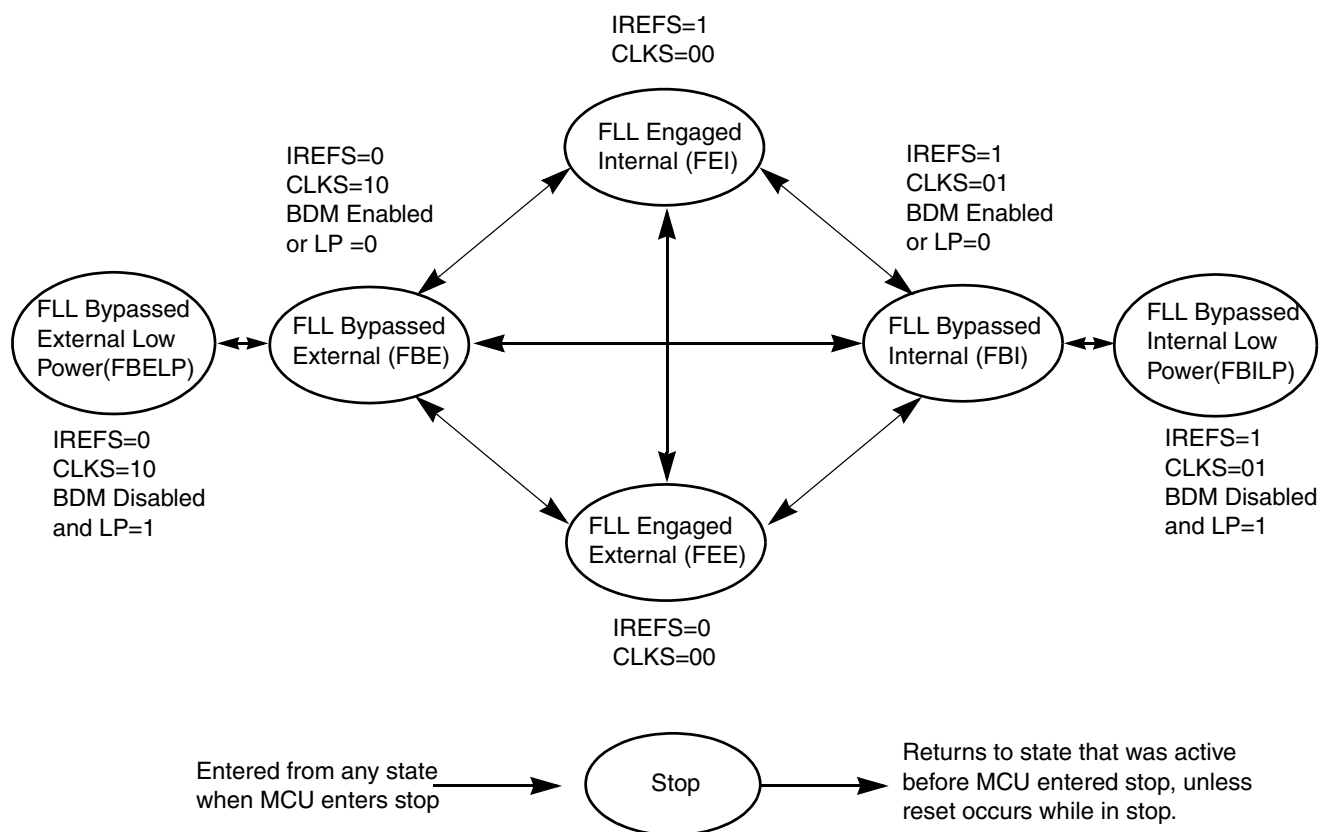 IREFS=1
CLKS=00
FLL Engaged
Internal (FEI)
IREFS=0
CLKS=10
BDM Enabled
or LP =0
IREFS=1
CLKS=01
BDM Enabled
or LP=0
FLL Bypassed
External Low
Power(FBELP)
FLL Bypassed
External (FBE)
FLL Bypassed
Internal (FBI)
FLL Bypassed
Internal Low
Power(FBILP)
IREFS=0
CLKS=10
BDM Disabled
and LP=1
IREFS=1
CLKS=01
BDM Disabled
and LP=1
FLL Engaged
External (FEE)
IREFS=0
CLKS=00
Entered from any state
when MCU enters stop
Stop
Returns to state that was active
before MCU entered stop, unless
reset occurs while in stop.